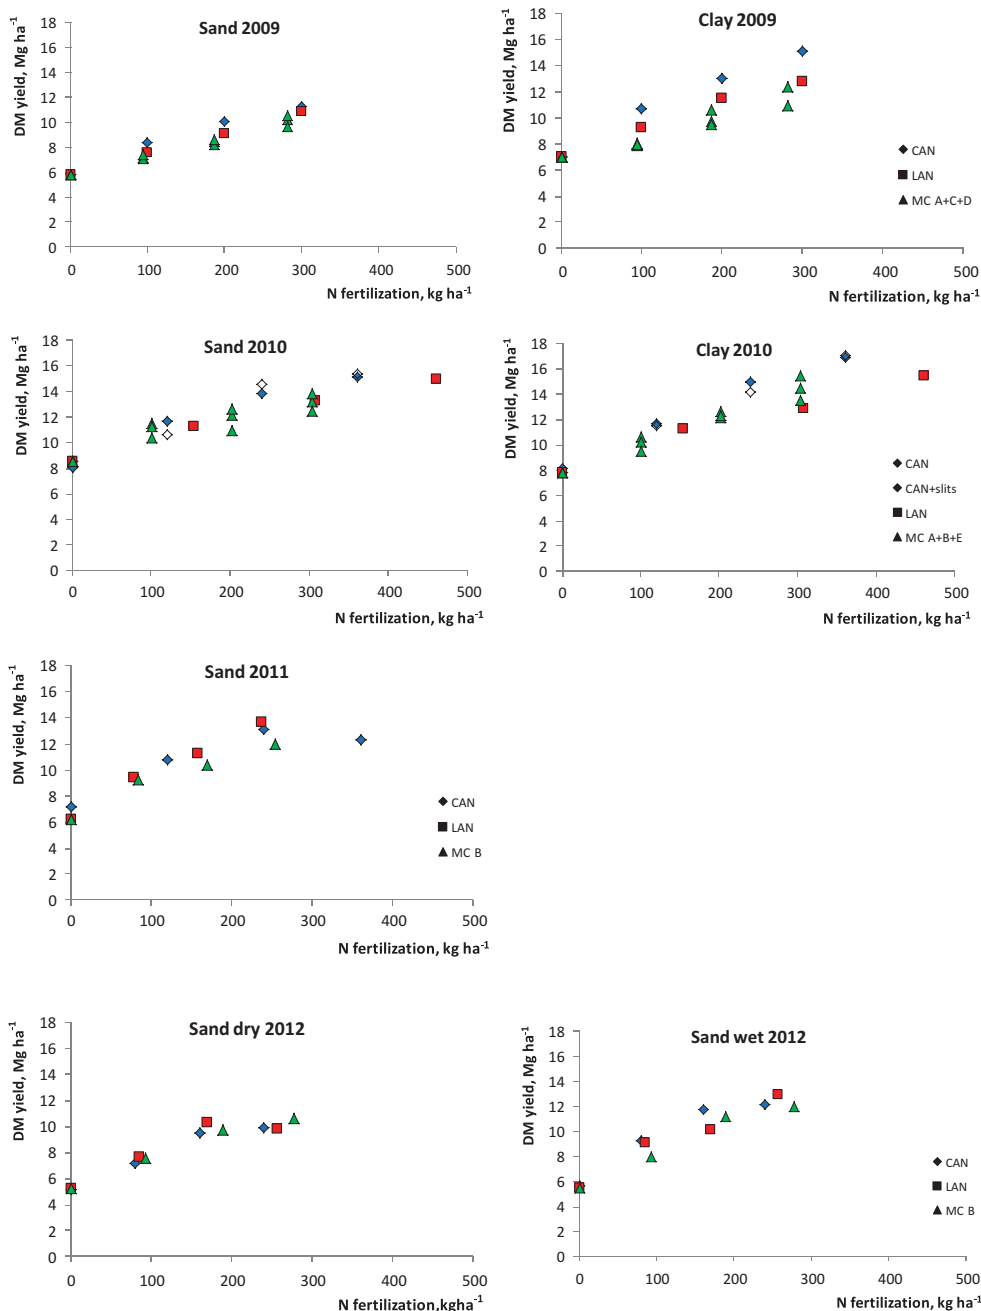 Sand 2009
DM yield, Mg ha-1
18
16
14
12
10
8
6
4
2
0
0 100 200 300 400 500
N fertilization, kg ha-1
Clay 2009
DM yield, Mg ha-1
18
16
14
12
10
8
6
4
2
0
0 100 200 300 400 500
N fertilization, kg ha-1
CAN
LAN
MC A+C+D
Sand 2010
DM yield, Mg ha-1
18
16
14
12
10
8
6
4
2
0
0 100 200 300 400 500
N fertilization, kg ha-1
Clay 2010
DM yield, Mg ha-1
18
16
14
12
10
8
6
4
2
0
0 100 200 300 400 500
N fertilization, kg ha-1
CAN
CAN+slits
LAN
MC A+B+E
Sand 2011
DM yield, Mg ha-1
18
16
14
12
10
8
6
4
2
0
0 100 200 300 400 500
N fertilization, kg ha-1
CAN
LAN
MC B
Sand dry 2012
DM yield, Mg ha-1
18
16
14
12
10
8
6
4
2
0
0 100 200 300 400 500
N fertilization,kgha-1
Sand wet 2012
DM yield, Mg ha-1
18
16
14
12
10
8
6
4
2
0
0 100 200 300 400 500
N fertilization, kg ha-1
CAN
LAN
MC B